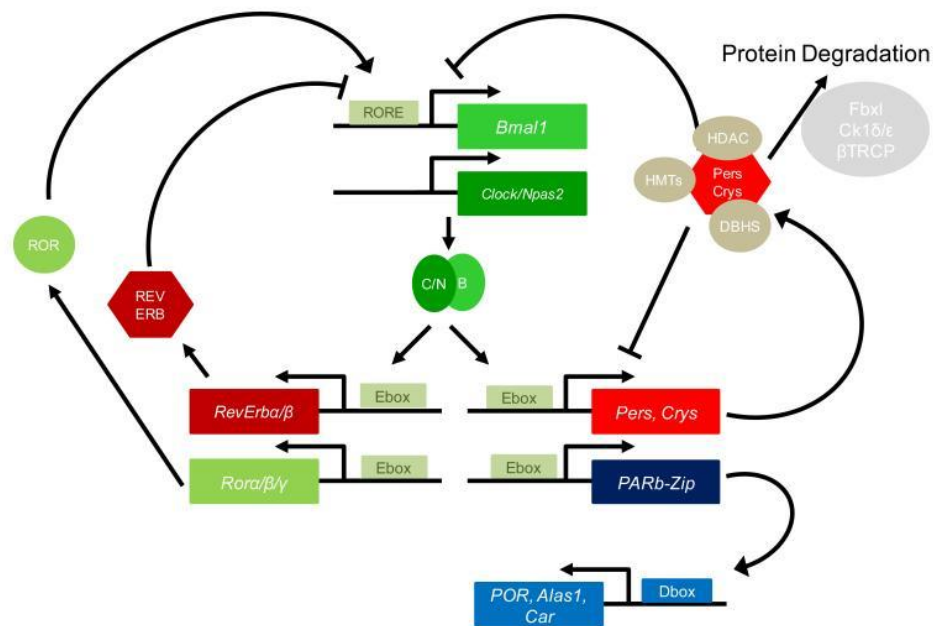 Protein Degradation
Fbxl
Ck1δ/ε
βTRCP
RORE
Bmal1
HDAC
HMTs
Pers
Crys
DBHS
Clock/Npas2
ROR
REV
ERB
C/N
B
Ebox
Ebox
RevErbα/β
Pers, Crys
Ebox
Ebox
Rorα/β/γ
PARb-Zip
POR, Alas1,
Car
Dbox